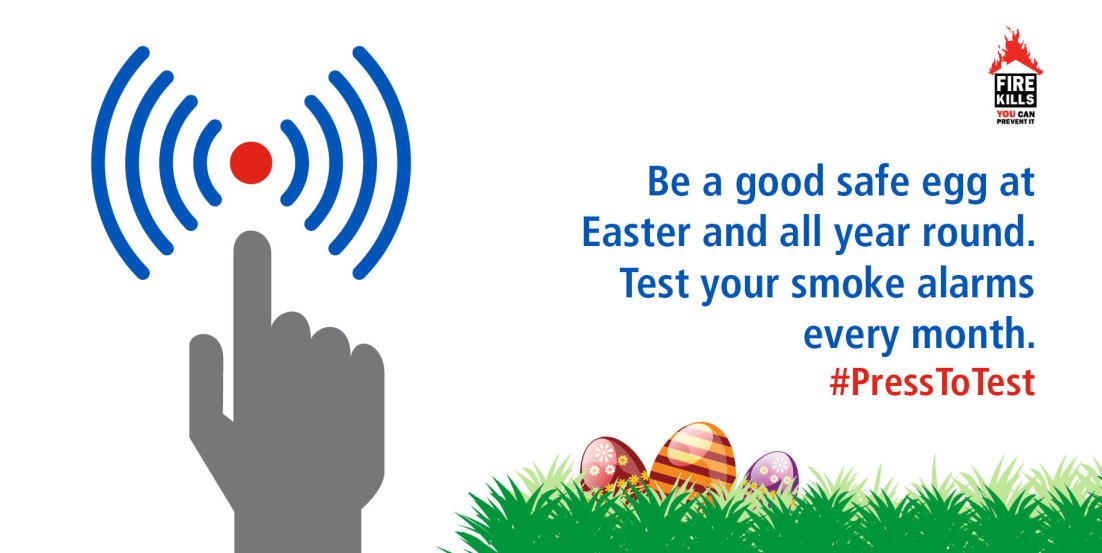 FIRE
KILLS
YOU CAN
PREVENT IT
Be a good safe egg at
Easter and all year round.
Test your smoke alarms
every month.
#PressToTest